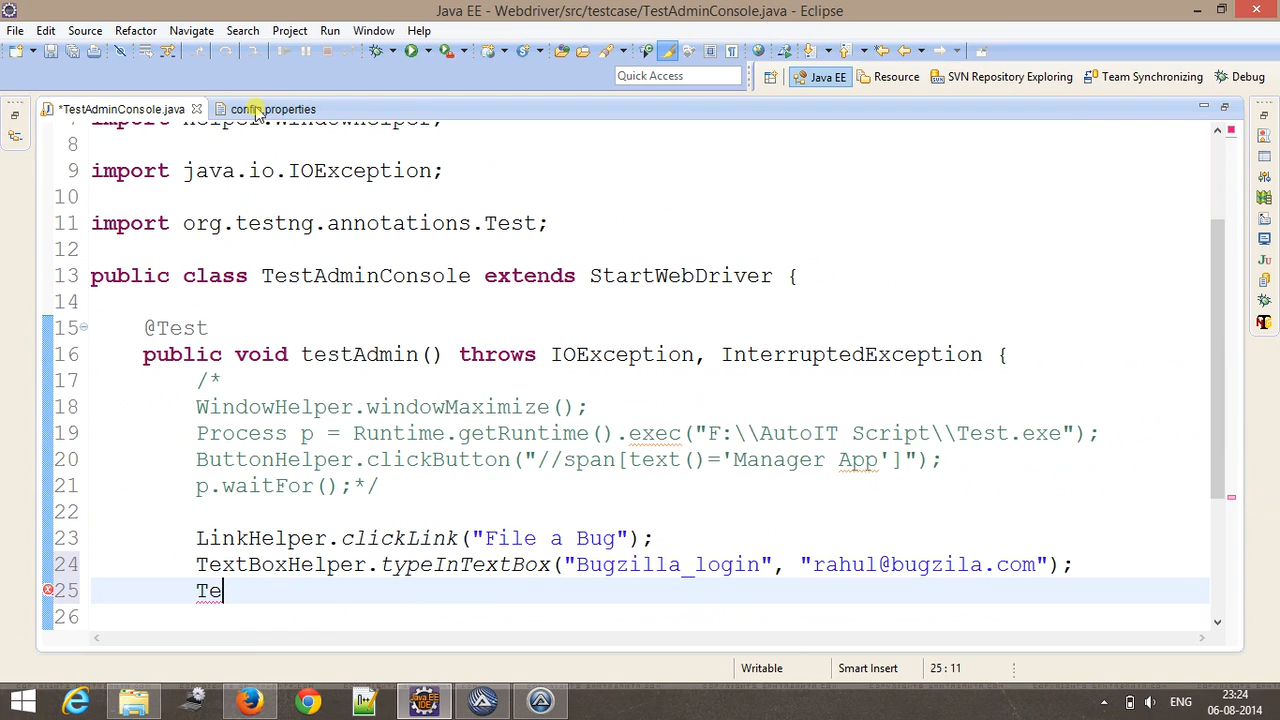 Java EE - Webdriver/src/testcase/TestAdminConsole.java - Eclipse
File Edit Source Refactor Navigate Search Project Run Window Help
Quick Access
Java EE Resource SVN Repository Exploring Team Synchronizing Debug
*TestAdminConsole.java config.properties
8
9 import java.io.IOException;
10
11 import org.testng.annotations.Test;
12
13 public class TestAdminConsole extends StartWebDriver {
14
15 @Test
16 public void testAdmin() throws IOException, InterruptedException {
17 /*
18 WindowHelper.windowMaximize();
19 Process p = Runtime.getRuntime().exec("F:\\AutoIT Script\\Test.exe");
20 ButtonHelper.clickButton("//span[text()='Manager App']");
21 p.waitFor();*/
22
23 LinkHelper.clickLink("File a Bug");
24 TextBoxHelper.typeInTextBox("Bugzilla_login", "rahul@bugzila.com");
25 Te
26
Writable Smart Insert 25 : 11
ENG
23:24
06-08-2014